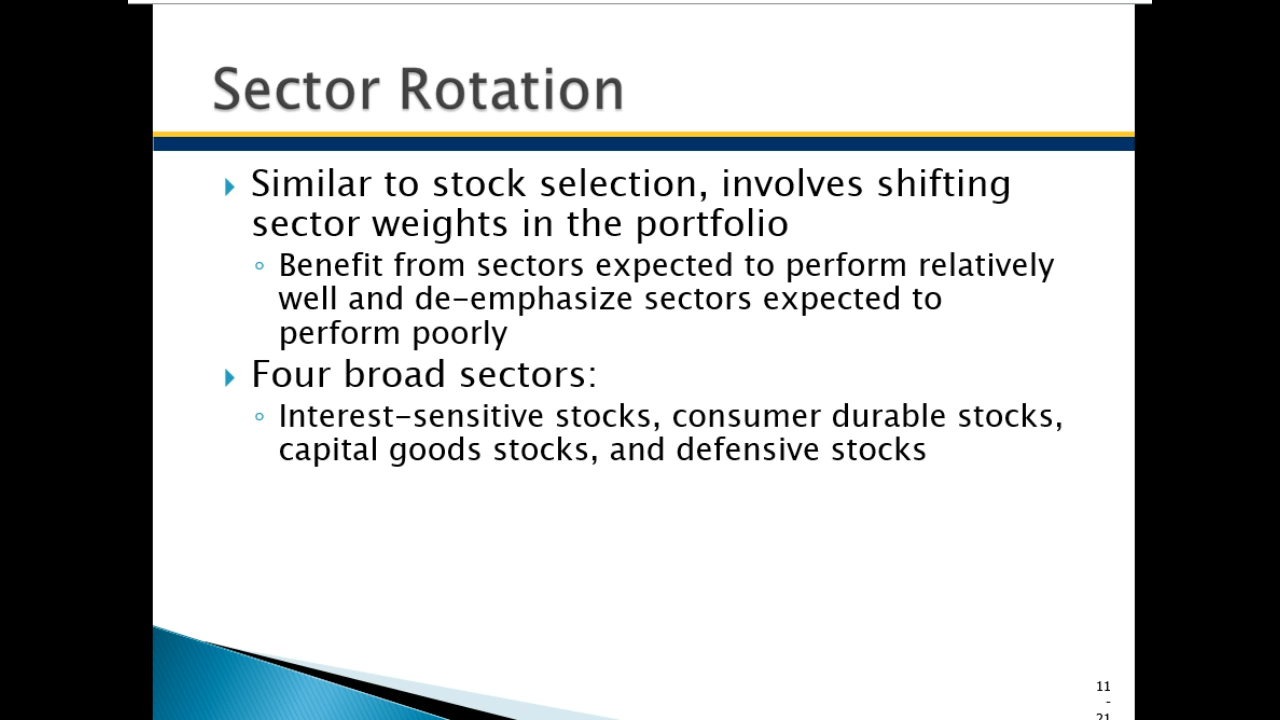 Sector Rotation
Similar to stock selection, involves shifting
sector weights in the portfolio
Benefit from sectors expected to perform relatively
well and de-emphasize sectors expected to
perform poorly
Four broad sectors:
Interest-sensitive stocks, consumer durable stocks,
capital goods stocks, and defensive stocks
11
-
21